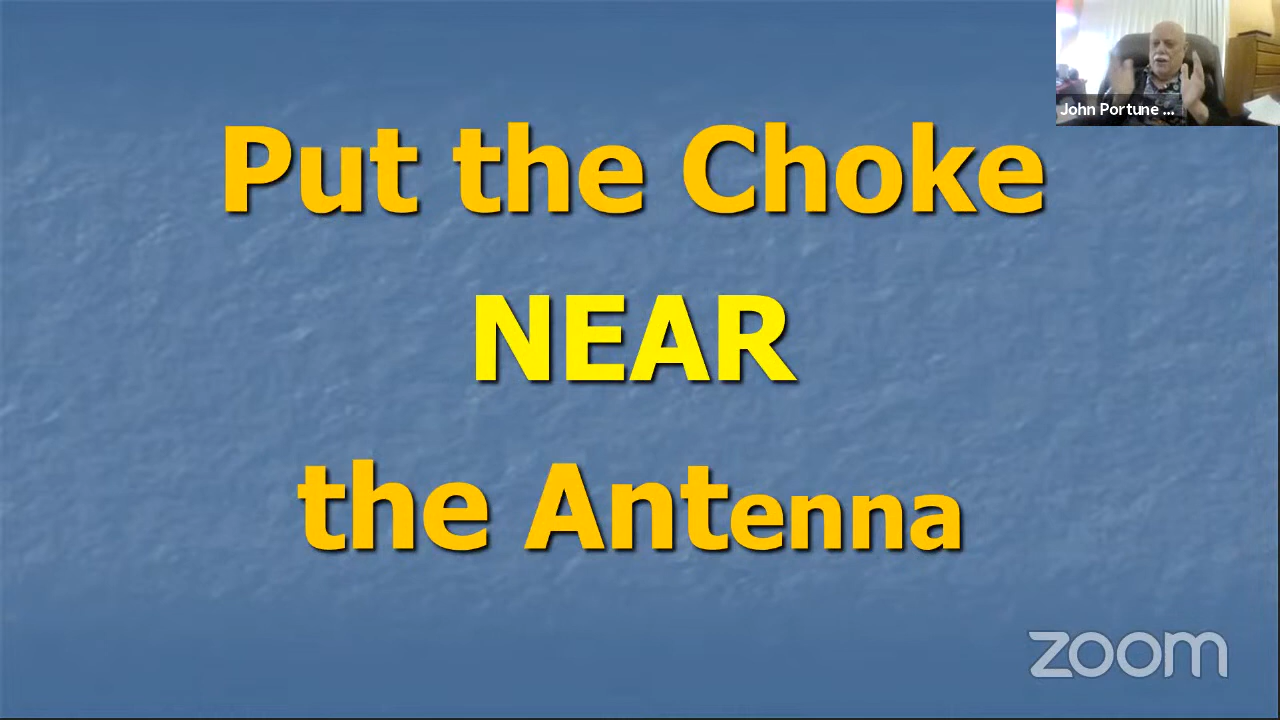 John Portune ...
Put the Choke
NEAR
the Antenna
zoom